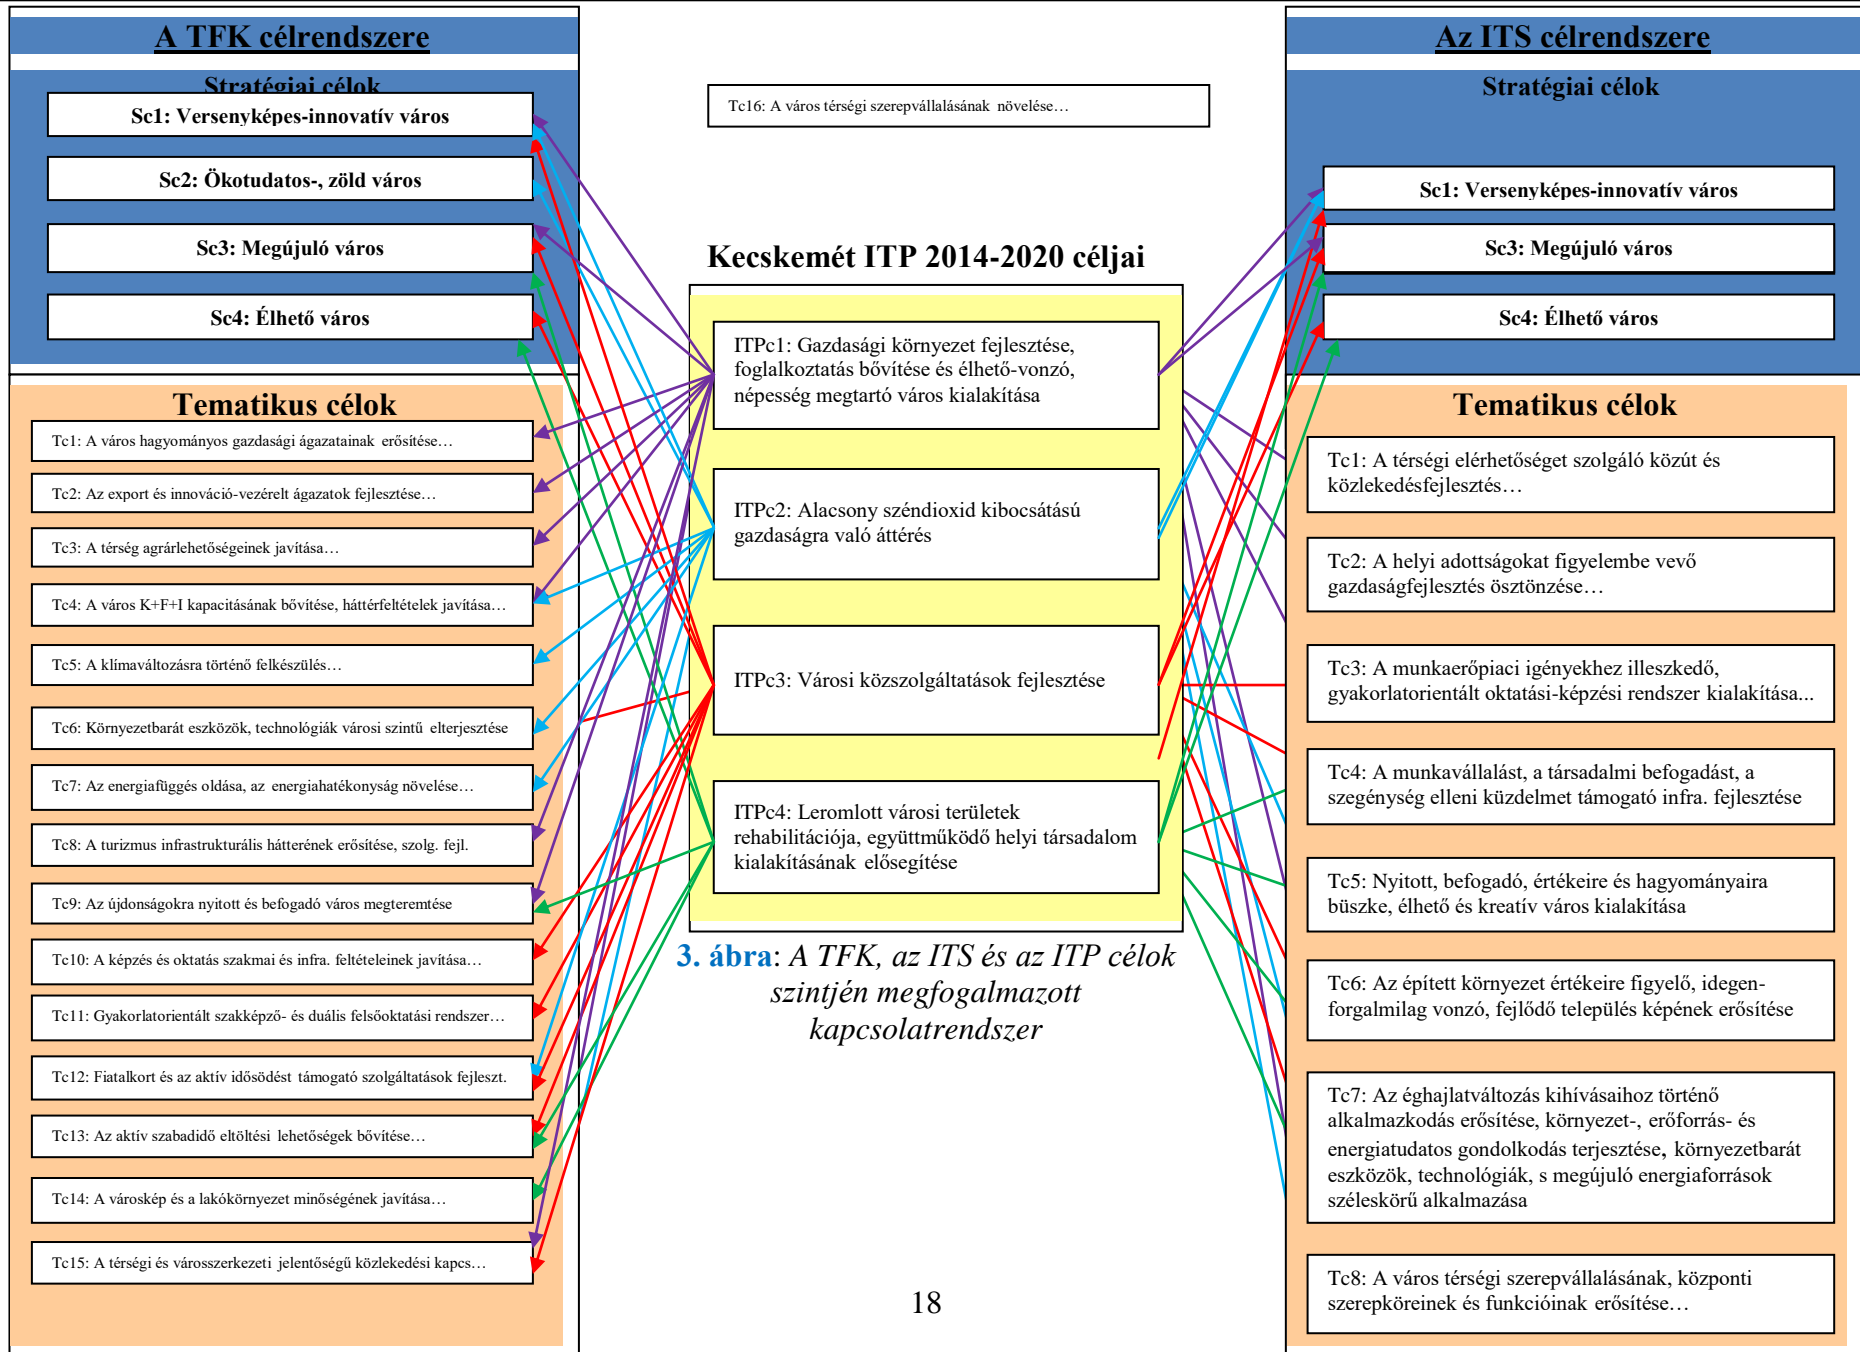 A TFK célrendszere
Stratégiai célok
Sc1: Versenyképes-innovatív város
Sc2: Ökotudatos-, zöld város
Sc3: Megújuló város
Sc4: Élhető város
Tematikus célok
Tc1: A város hagyományos gazdasági ágazatainak erősítése…
Tc2: Az export és innováció-vezérelt ágazatok fejlesztése…
Tc3: A térség agrárlehetőségeinek javítása…
Tc4: A város K+F+I kapacitásának bővítése, háttérfeltételek javítása…
Tc5: A klímaváltozásra történő felkészülés…
Tc6: Környezetbarát eszközök, technológiák városi szintű elterjesztése
Tc7: Az energiafüggés oldása, az energiahatékonyság növelése…
Tc8: A turizmus infrastrukturális hátterének erősítése, szolg. fejl.
Tc9: Az újdonságokra nyitott és befogadó város megteremtése
Tc10: A képzés és oktatás szakmai és infra. feltételeinek javítása…
Tc11: Gyakorlatorientált szakképző- és duális felsőoktatási rendszer…
Tc12: Fiatalkort és az aktív idősödést támogató szolgáltatások fejleszt.
Tc13: Az aktív szabadidő eltöltési lehetőségek bővítése…
Tc14: A városkép és a lakókörnyezet minőségének javítása…
Tc15: A térségi és városszerkezeti jelentőségű közlekedési kapcs…
Tc16: A város térségi szerepvállalásának növelése…
Kecskemét ITP 2014-2020 céljai
ITPc1: Gazdasági környezet fejlesztése,
foglalkoztatás bővítése és élhető-vonzó,
népesség megtartó város kialakítása
ITPc2: Alacsony széndioxid kibocsátású
gazdaságra való áttérés
ITPc3: Városi közszolgáltatások fejlesztése
ITPc4: Leromlott városi területek
rehabilitációja, együttműködő helyi társadalom
kialakításának elősegítése
3. ábra: A TFK, az ITS és az ITP célok
szintjén megfogalmazott
kapcsolatrendszer
18
Az ITS célrendszere
Stratégiai célok
Sc1: Versenyképes-innovatív város
Sc3: Megújuló város
Sc4: Élhető város
Tematikus célok
Tc1: A térségi elérhetőséget szolgáló közút és
közlekedésfejlesztés…
Tc2: A helyi adottságokat figyelembe vevő
gazdaságfejlesztés ösztönzése…
Tc3: A munkaerőpiaci igényekhez illeszkedő,
gyakorlatorientált oktatási-képzési rendszer kialakítása...
Tc4: A munkavállalást, a társadalmi befogadást, a
szegénység elleni küzdelmet támogató infra. fejlesztése
Tc5: Nyitott, befogadó, értékeire és hagyományaira
büszke, élhető és kreatív város kialakítása
Tc6: Az épített környezet értékeire figyelő, idegen-
forgalmilag vonzó, fejlődő település képének erősítése
Tc7: Az éghajlatváltozás kihívásaihoz történő
alkalmazkodás erősítése, környezet-, erőforrás- és
energiatudatos gondolkodás terjesztése, környezetbarát
eszközök, technológiák, s megújuló energiaforrások
széleskörű alkalmazása
Tc8: A város térségi szerepvállalásának, központi
szerepköreinek és funkcióinak erősítése…